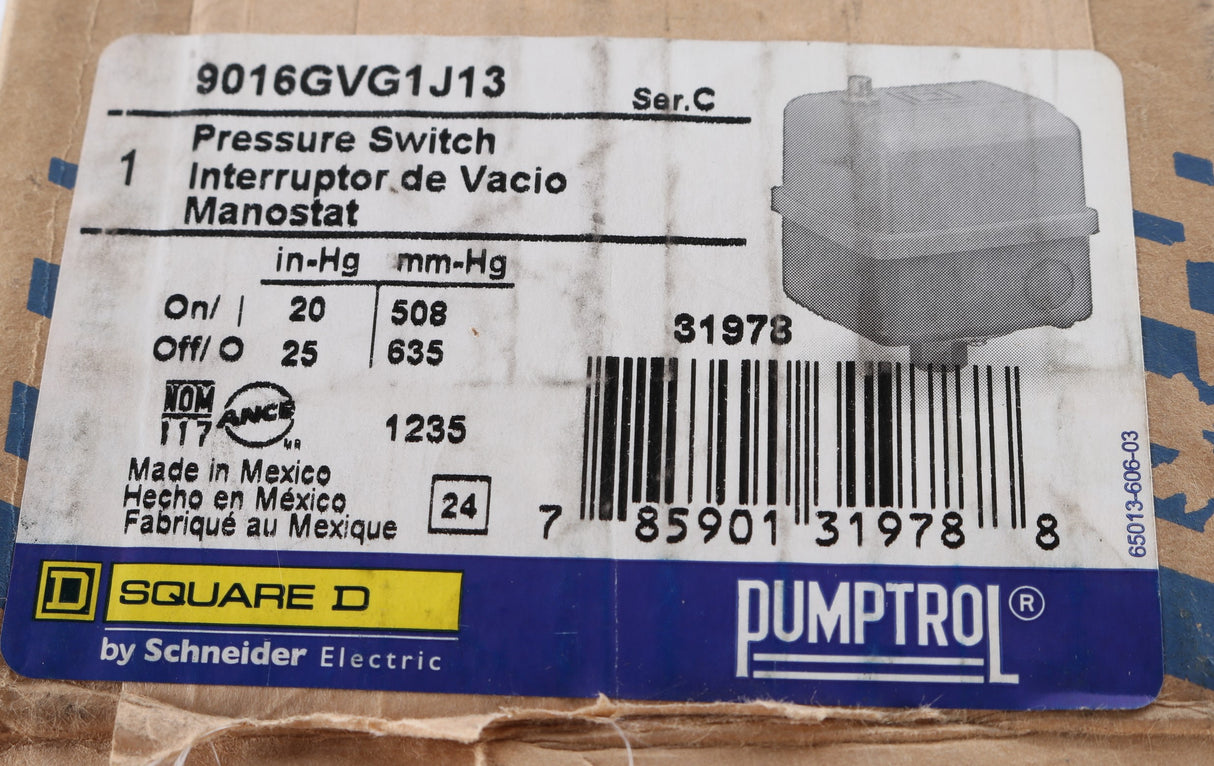 9016GVG1J13 Ser.C
1
Pressure Switch
Interruptor de Vacio
Manostat
in-Hg mm-Hg
On/ | 20 508
Off/ O 25 635
31978
NOM
117
ANCE
MR
1235
Made in Mexico
Hecho en México
Fabriqué au Mexique
24
7 85901 31978 8
65013-606-03
D SQUARE D
by Schneider Electric
PUMPTROL®